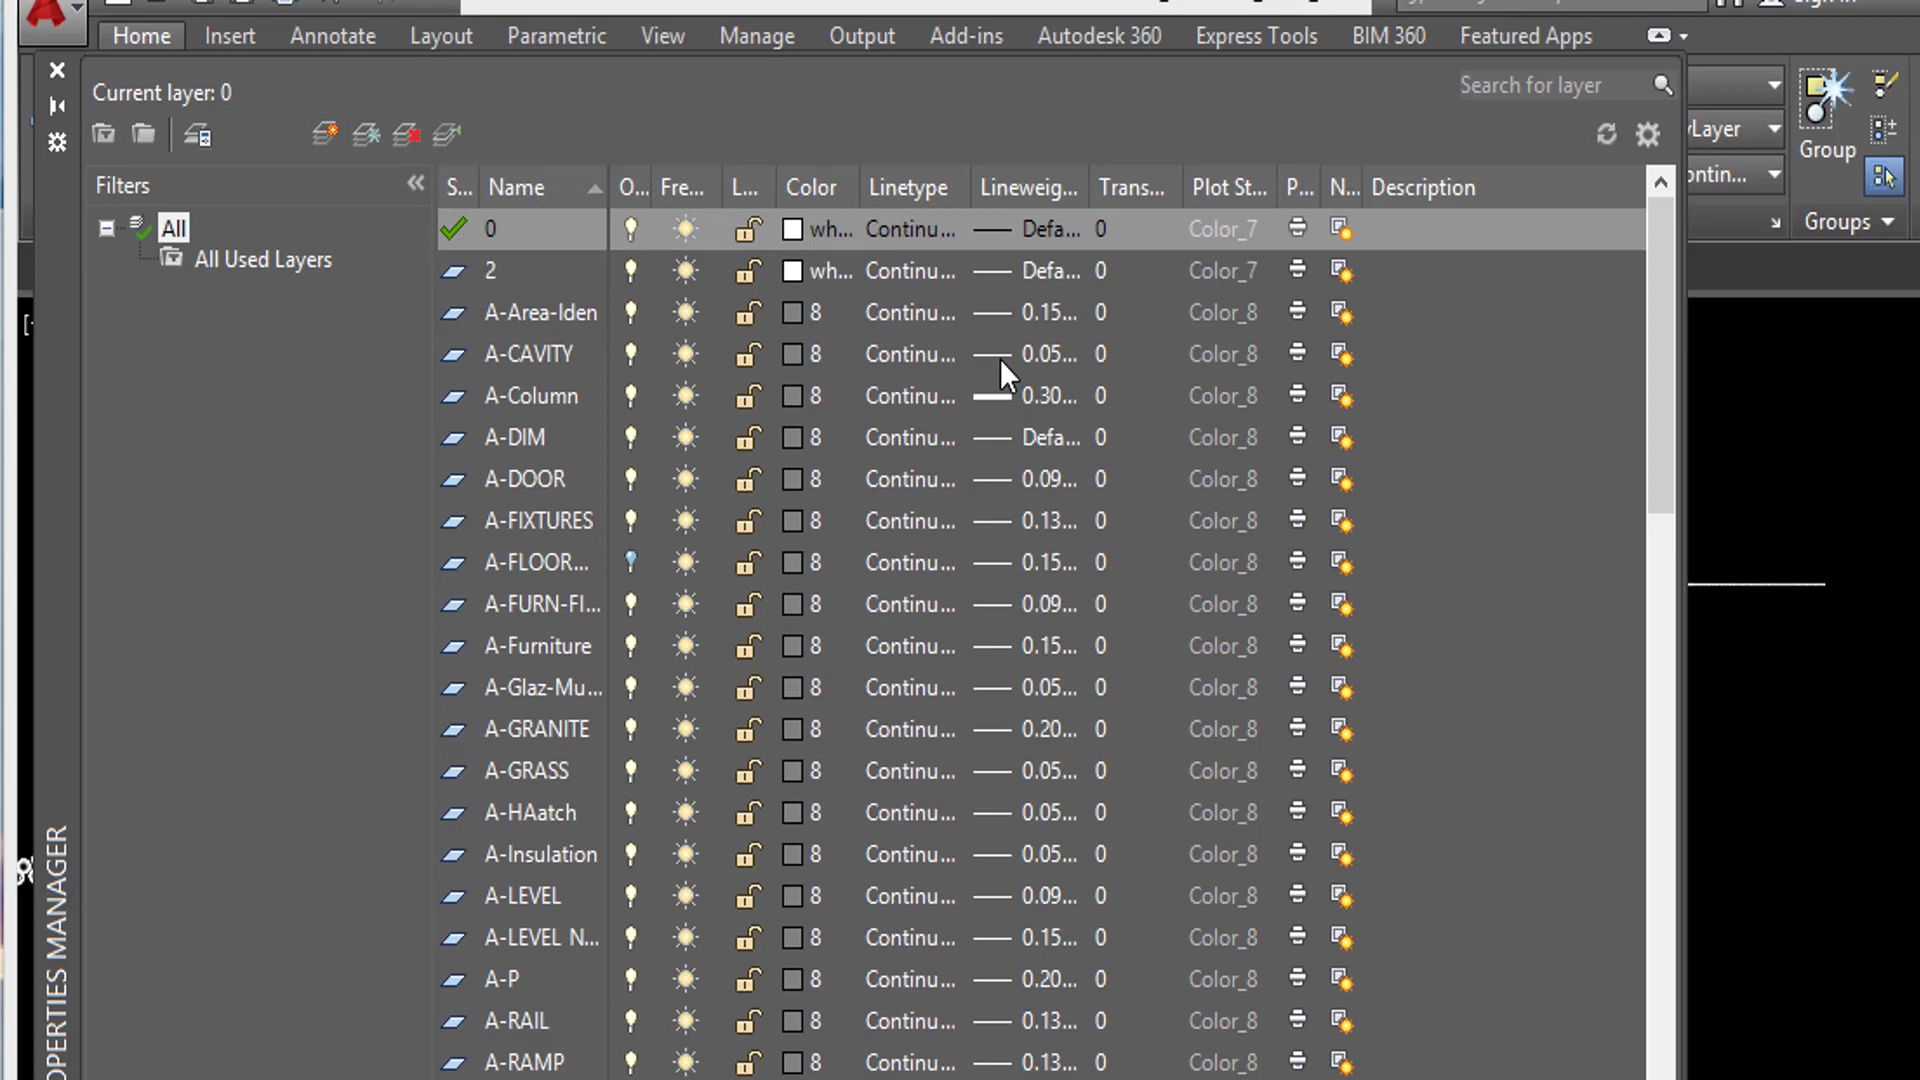 Home Insert Annotate Layout Parametric View Manage Output Add-ins Autodesk 360 Express Tools BIM 360 Featured Apps
Current layer: 0
Search for layer
Filters
All
All Used Layers
S... Name O... Fre... L... Color Linetype Lineweig... Trans... Plot St... P... N... Description
0 wh... Continu... Defa... 0 Color_7
2 wh... Continu... Defa... 0 Color_7
A-Area-Iden 8 Continu... 0.15... 0 Color_8
A-CAVITY 8 Continu... 0.05... 0 Color_8
A-Column 8 Continu... 0.30... 0 Color_8
A-DIM 8 Continu... Defa... 0 Color_8
A-DOOR 8 Continu... 0.09... 0 Color_8
A-FIXTURES 8 Continu... 0.13... 0 Color_8
A-FLOOR... 8 Continu... 0.15... 0 Color_8
A-FURN-FI... 8 Continu... 0.09... 0 Color_8
A-Furniture 8 Continu... 0.15... 0 Color_8
A-Glaz-Mu... 8 Continu... 0.05... 0 Color_8
A-GRANITE 8 Continu... 0.20... 0 Color_8
A-GRASS 8 Continu... 0.05... 0 Color_8
A-HAatch 8 Continu... 0.05... 0 Color_8
A-Insulation 8 Continu... 0.05... 0 Color_8
A-LEVEL 8 Continu... 0.09... 0 Color_8
A-LEVEL N... 8 Continu... 0.15... 0 Color_8
A-P 8 Continu... 0.20... 0 Color_8
A-RAIL 8 Continu... 0.13... 0 Color_8
A-RAMP 8 Continu... 0.13... 0 Color_8
yLayer
ontin...
Group
Groups
OPERTIES MANAGER